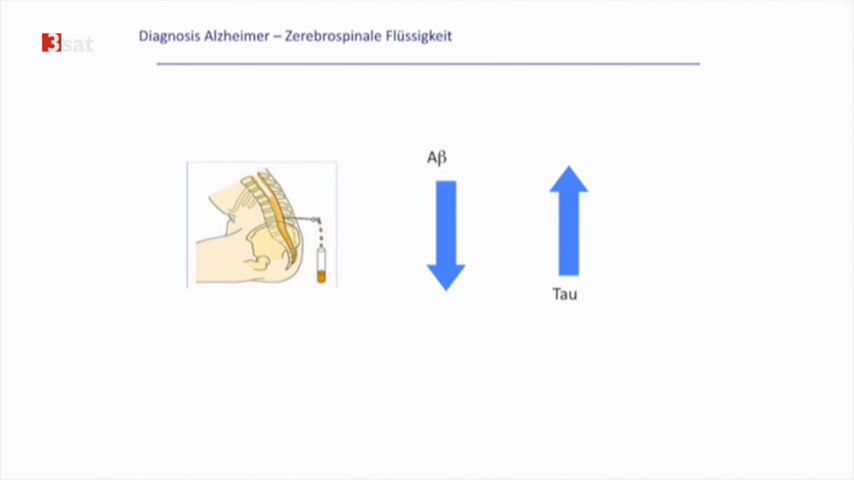 3sat
Diagnosis Alzheimer – Zerebrospinale Flüssigkeit
Aβ
Tau